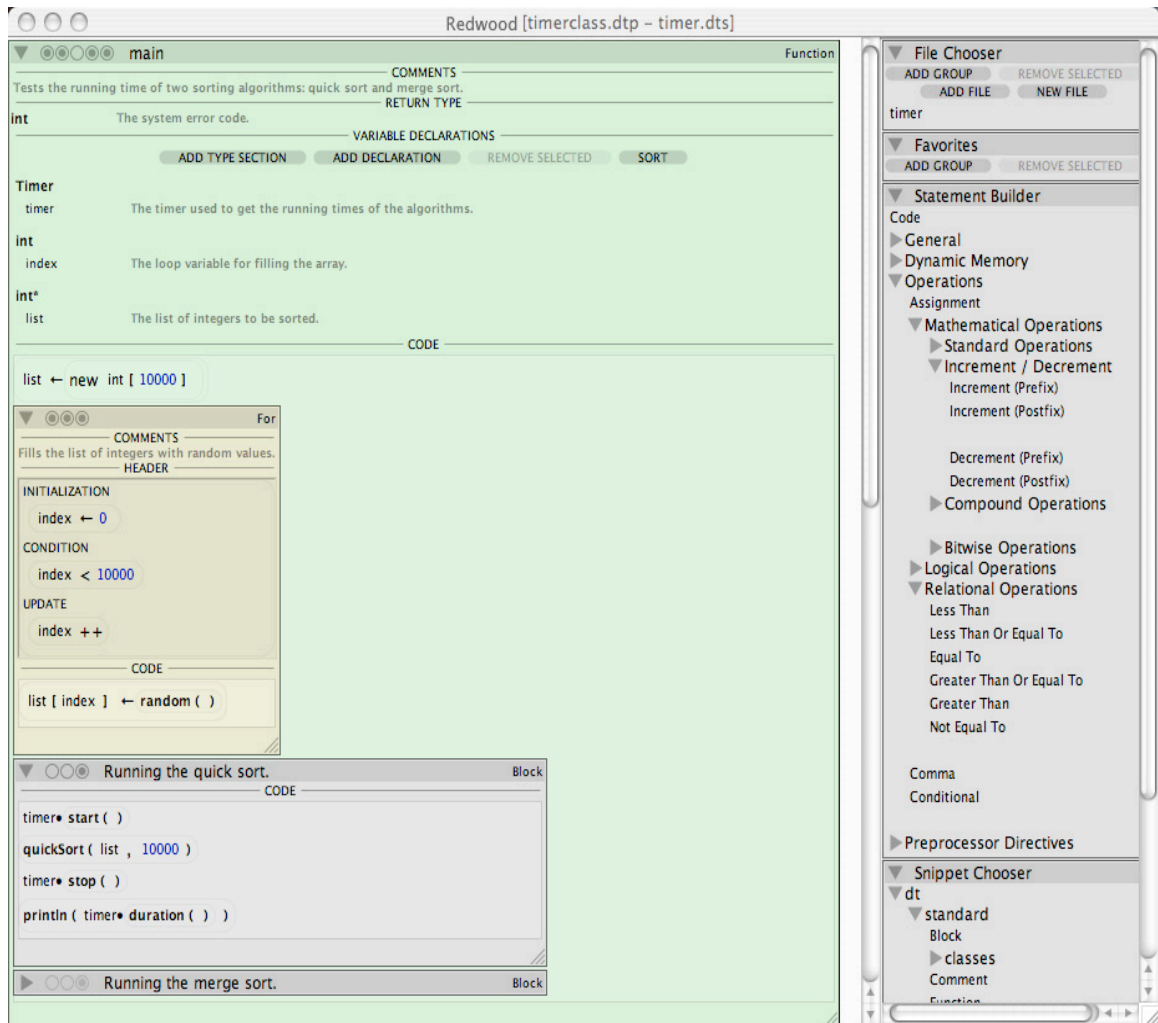 Redwood [timerclass.dtp – timer.dts]
main Function
COMMENTS
Tests the running time of two sorting algorithms: quick sort and merge sort.
RETURN TYPE
int The system error code.
VARIABLE DECLARATIONS
ADD TYPE SECTION ADD DECLARATION REMOVE SELECTED SORT
Timer
timer The timer used to get the running times of the algorithms.
int
index The loop variable for filling the array.
int*
list The list of integers to be sorted.
CODE
list ← new int [ 10000 ]
For
COMMENTS
Fills the list of integers with random values.
HEADER
INITIALIZATION
index ← 0
CONDITION
index < 10000
UPDATE
index ++
CODE
list [ index ] ← random ( )
Running the quick sort. Block
CODE
timer• start ( )
quickSort ( list , 10000 )
timer• stop ( )
println ( timer• duration ( ) )
Running the merge sort. Block
File Chooser
ADD GROUP REMOVE SELECTED
ADD FILE NEW FILE
timer
Favorites
ADD GROUP REMOVE SELECTED
Statement Builder
Code
General
Dynamic Memory
Operations
Assignment
Mathematical Operations
Standard Operations
Increment / Decrement
Increment (Prefix)
Increment (Postfix)
Decrement (Prefix)
Decrement (Postfix)
Compound Operations
Bitwise Operations
Logical Operations
Relational Operations
Less Than
Less Than Or Equal To
Equal To
Greater Than Or Equal To
Greater Than
Not Equal To
Comma
Conditional
Preprocessor Directives
Snippet Chooser
dt
standard
Block
classes
Comment
Function